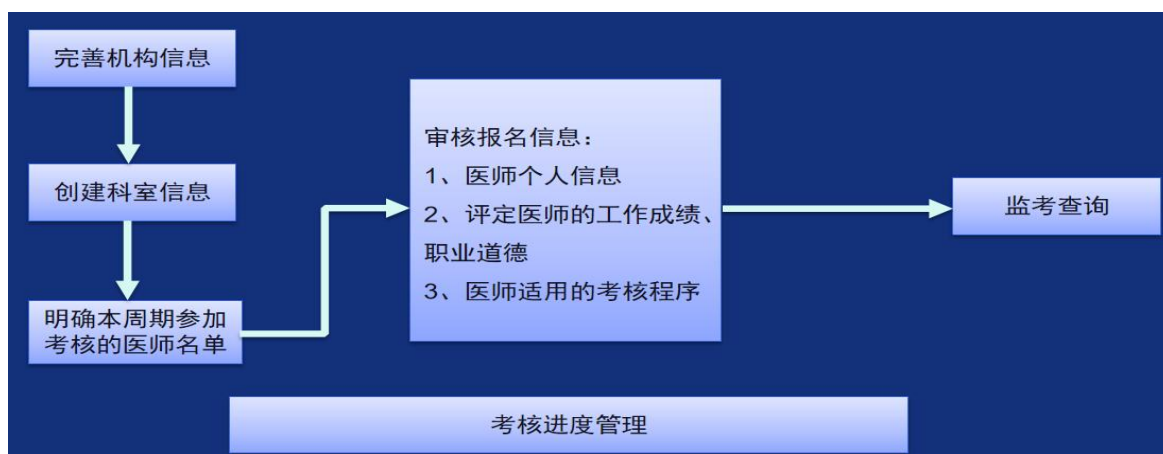 完善机构信息
创建科室信息
明确本周期参加
考核的医师名单
审核报名信息：
1、医师个人信息
2、评定医师的工作成绩、
职业道德
3、医师适用的考核程序
监考查询
考核进度管理